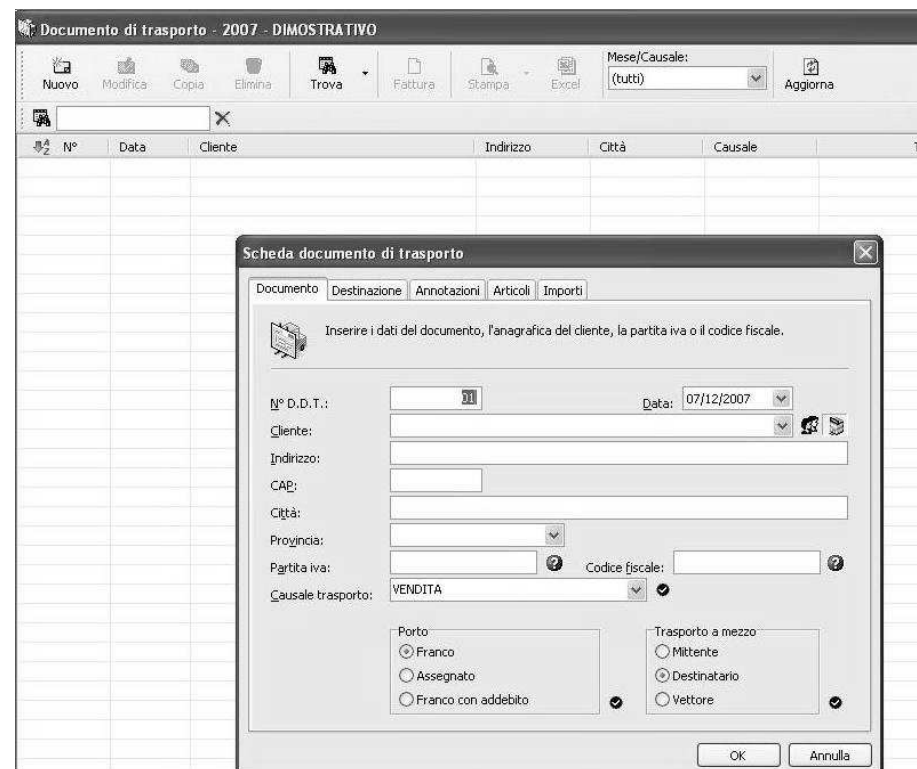 Documento di trasporto - 2007 - DIMOSTRATIVO
Mese/Causale:
Nuovo Modifica Copia Elimina Trova Fattura Stampa Excel (tutti) Aggiorna
N° Data Cliente Indirizzo Città Causale
Scheda documento di trasporto
Documento Destinazione Annotazioni Articoli Importi
Inserire i dati del documento, l'anagrafica del cliente, la partita iva o il codice fiscale.
N° D.D.T.: 01 Data: 07/12/2007
Cliente:
Indirizzo:
CAP:
Città:
Provincia:
Partita iva: Codice fiscale:
Causale trasporto: VENDITA
Porto Trasporto a mezzo
Franco Mittente
Assegnato Destinatario
Franco con addebito Vettore
OK Annulla